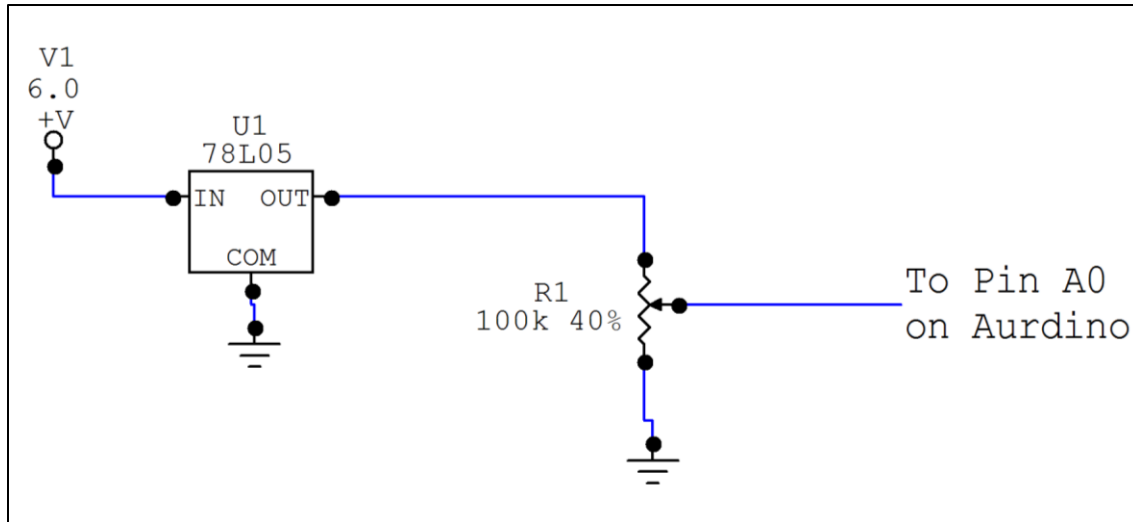 V1
6.0
+V
U1
78L05
IN OUT
COM
R1
100k 40%
To Pin A0
on Aurdino